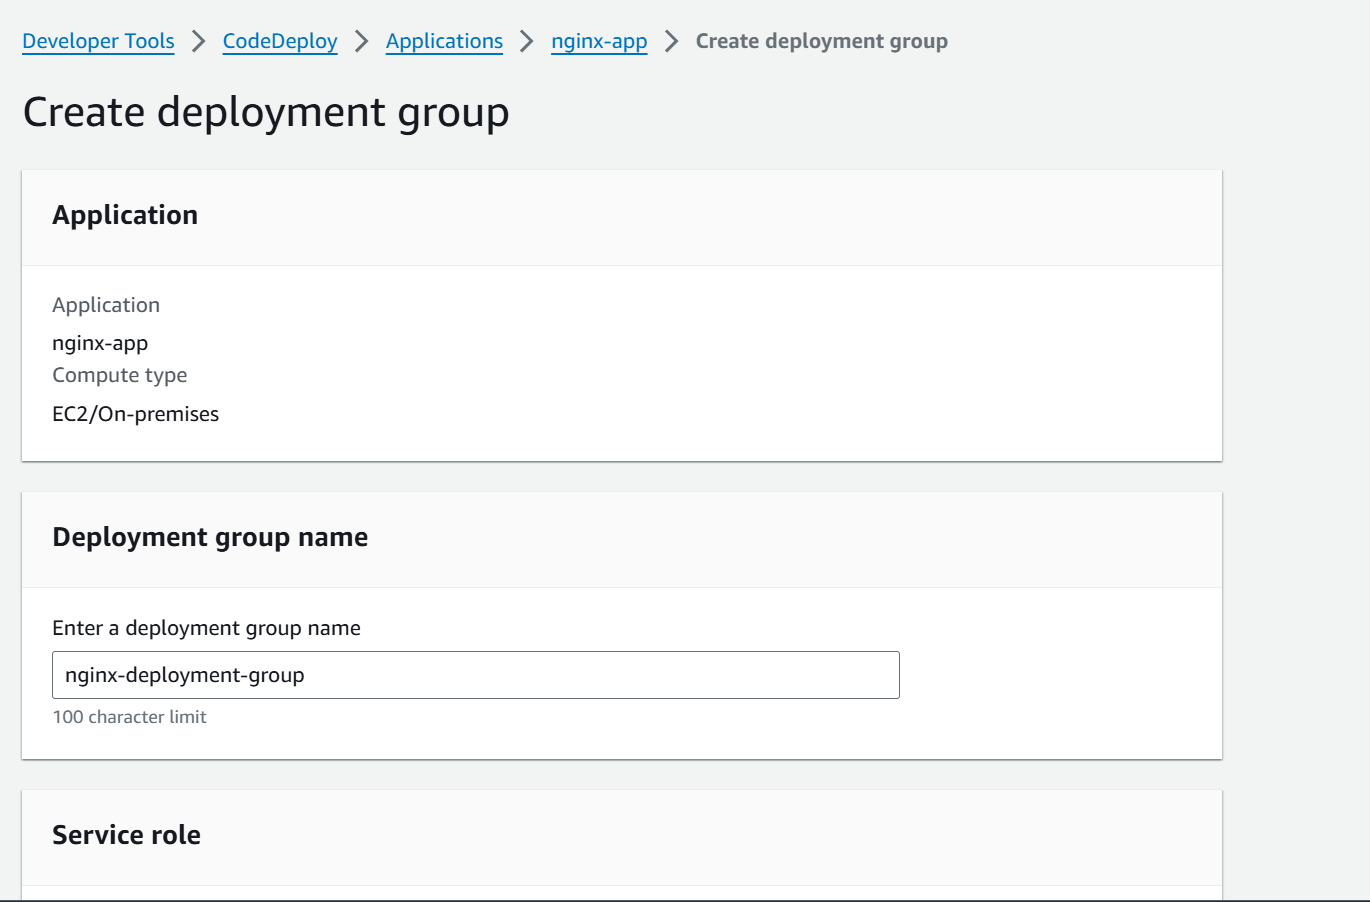 Developer Tools > CodeDeploy > Applications > nginx-app > Create deployment group
Create deployment group
Application
Application
nginx-app
Compute type
EC2/On-premises
Deployment group name
Enter a deployment group name
nginx-deployment-group
100 character limit
Service role